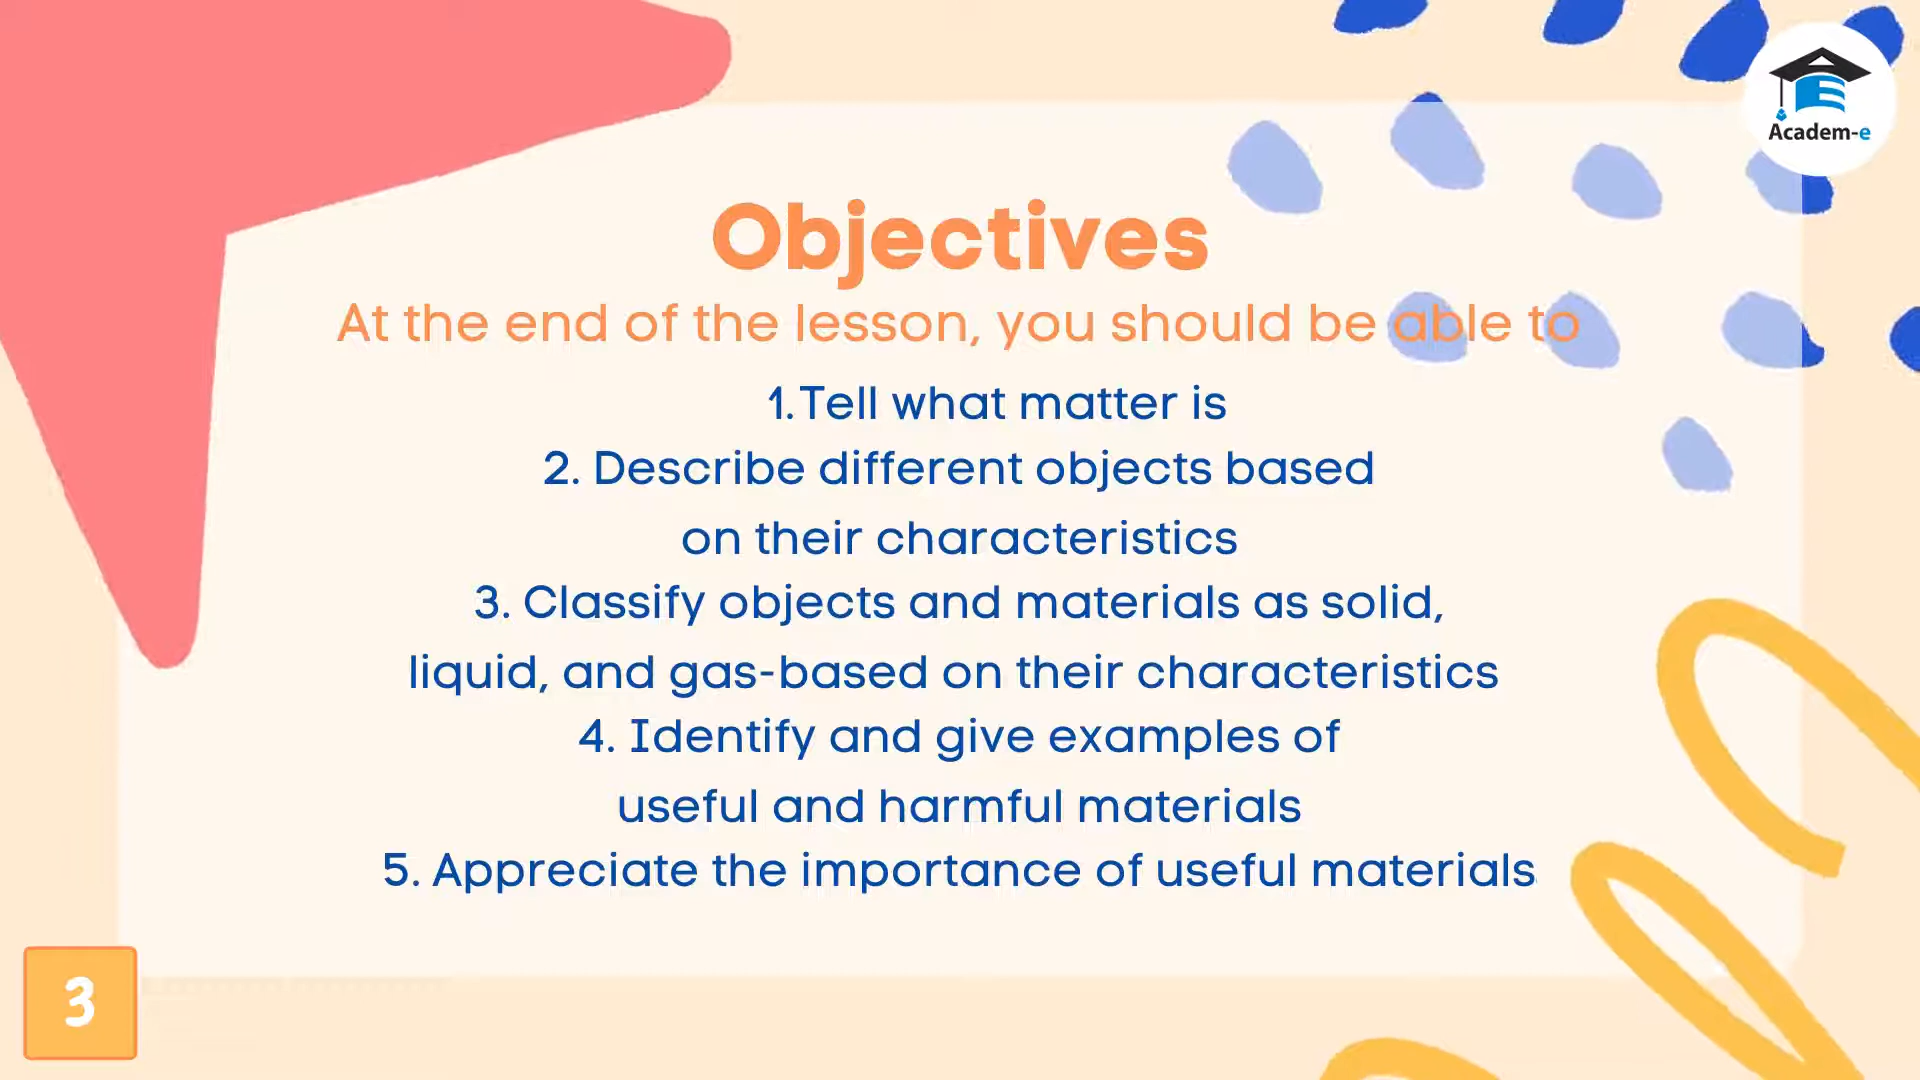 Academ-e
Objectives
At the end of the lesson, you should be able to
1.Tell what matter is
2. Describe different objects based
on their characteristics
3. Classify objects and materials as solid,
liquid, and gas-based on their characteristics
4. Identify and give examples of
useful and harmful materials
5. Appreciate the importance of useful materials
3